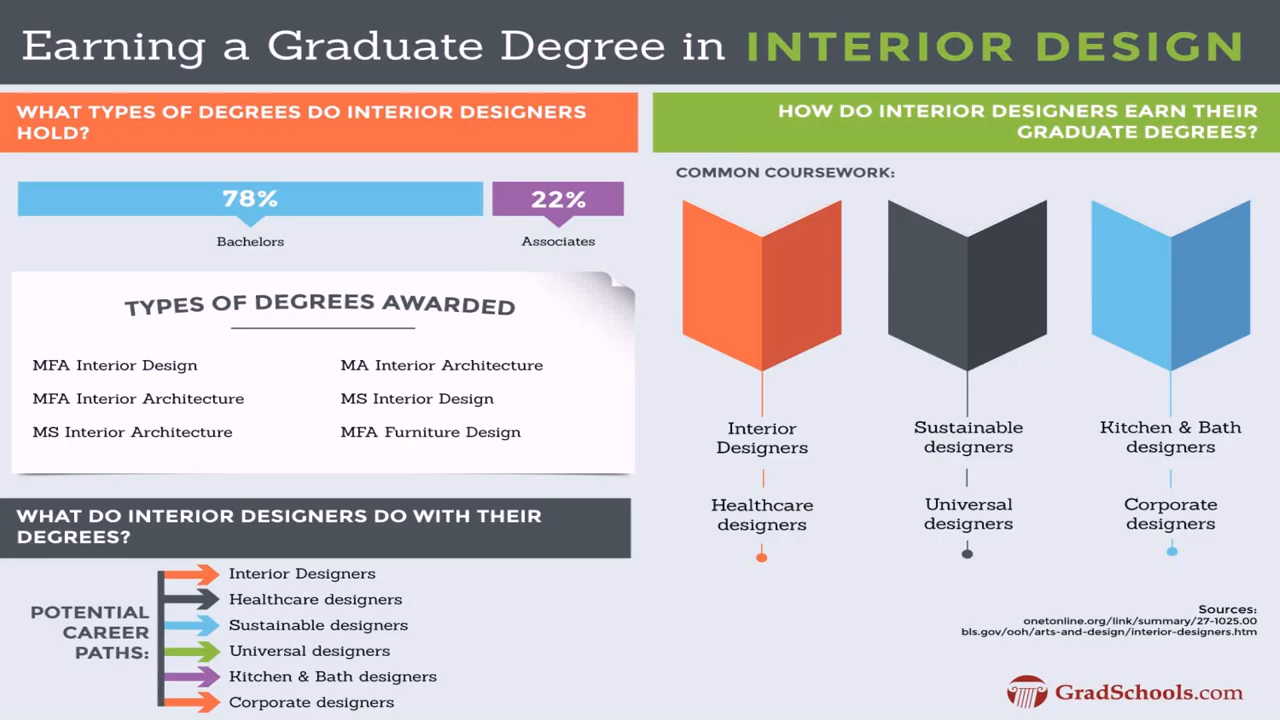 Earning a Graduate Degree in INTERIOR DESIGN
WHAT TYPES OF DEGREES DO INTERIOR DESIGNERS
HOLD?
78%
22%
Bachelors
Associates
TYPES OF DEGREES AWARDED
MFA Interior Design
MFA Interior Architecture
MS Interior Architecture
MA Interior Architecture
MS Interior Design
MFA Furniture Design
WHAT DO INTERIOR DESIGNERS DO WITH THEIR
DEGREES?
POTENTIAL
CAREER
PATHS:
Interior Designers
Healthcare designers
Sustainable designers
Universal designers
Kitchen & Bath designers
Corporate designers
HOW DO INTERIOR DESIGNERS EARN THEIR
GRADUATE DEGREES?
COMMON COURSEWORK:
Interior
Designers
Healthcare
designers
Sustainable
designers
Universal
designers
Kitchen & Bath
designers
Corporate
designers
Sources:
onetonline.org/link/summary/27-1025.00
bls.gov/ooh/arts-and-design/interior-designers.htm
GradSchools.com